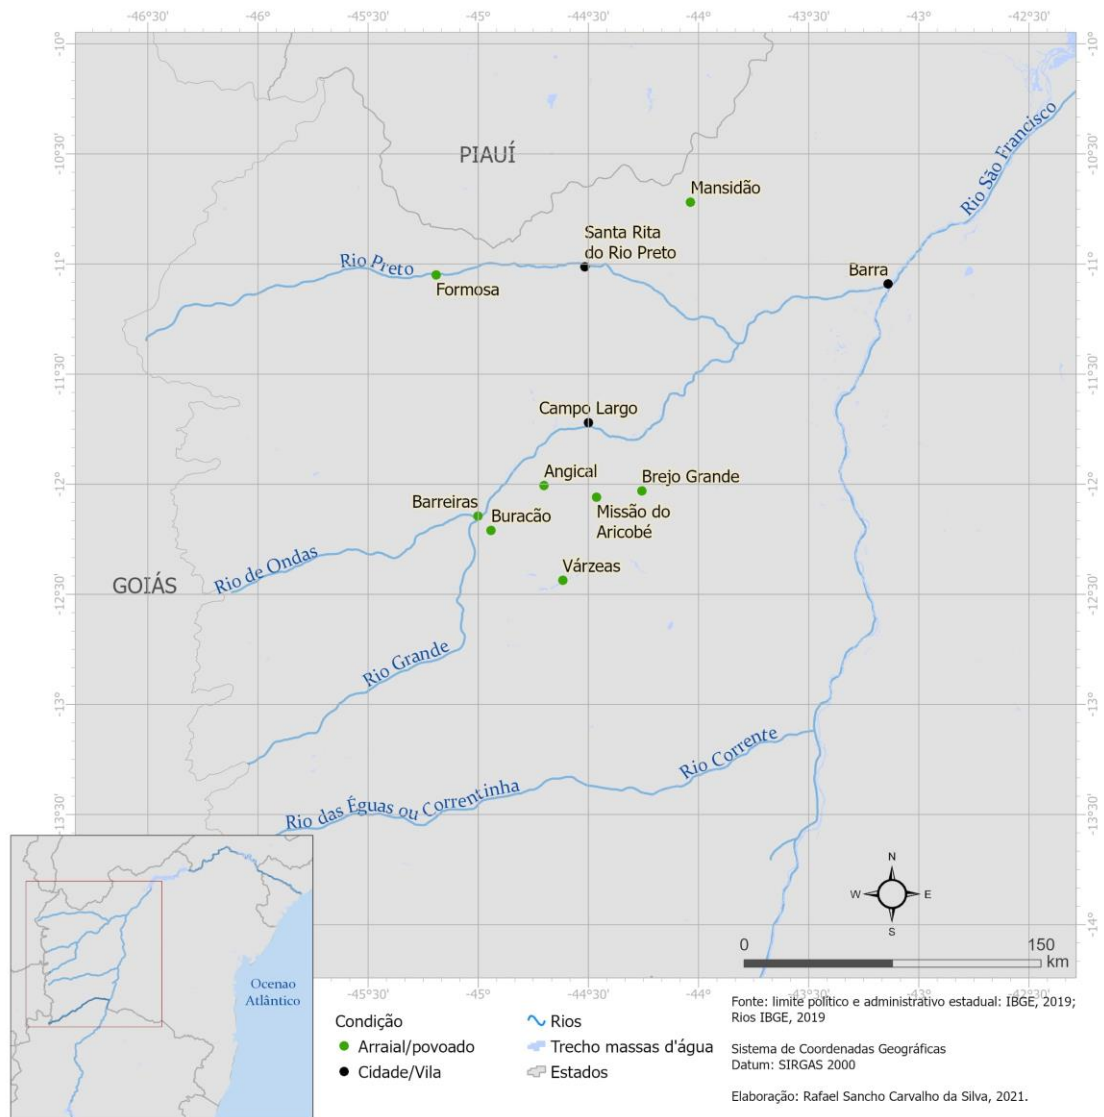 -46°30' -46° -45°30' -45° -44°30' -44° -43°30' -43° -42°30'
-10° -10°
-10°30' -10°30'
PIAUÍ
Rio São Francisco
Mansidão
Santa Rita
do Rio Preto
-11° -11°
Rio Preto
Barra
Formosa
-11°30' -11°30'
Campo Largo
-12° -12°
Angical
Brejo Grande
Barreiras
Buracão
Missão do
Aricobé
Várzeas
Rio de Ondas
GOIÁS
-12°30' -12°30'
Rio Grande
-13° -13°
Rio Corrente
Rio das Éguas ou Correntinha
-13°30' -13°30'
N
W E
S
-14°
0 150
km
Ocenao
Atlântico
-45°30' -45° -44°30' -44° -43°30' -43° -42°30'
Condição
Arraial/povoado
Cidade/Vila
Rios
Trecho massas d'água
Estados
Fonte: limite político e administrativo estadual: IBGE, 2019;
Rios IBGE, 2019
Sistema de Coordenadas Geográficas
Datum: SIRGAS 2000
Elaboração: Rafael Sancho Carvalho da Silva, 2021.